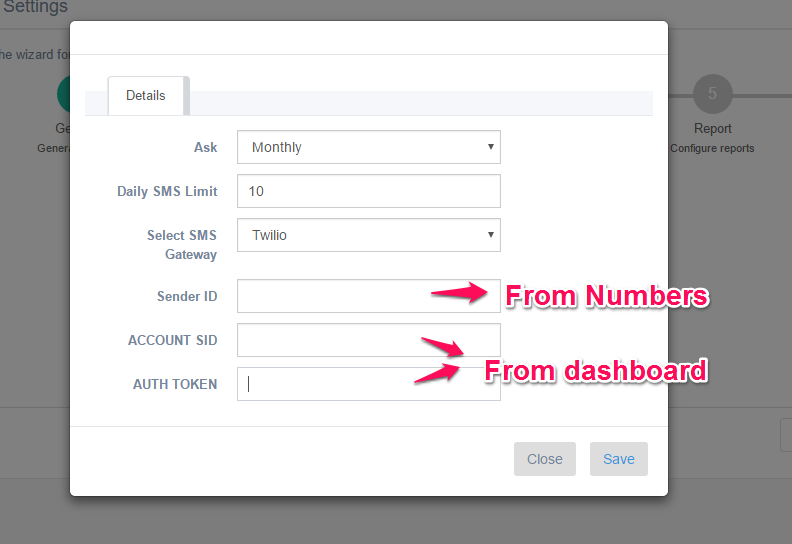 Settings
he wizard fo
Ge
Genera
5
Report
Configure reports
Details
Ask Monthly
Daily SMS Limit 10
Select SMS Gateway Twilio
Sender ID
From Numbers
ACCOUNT SID
From dashboard
AUTH TOKEN
Close Save